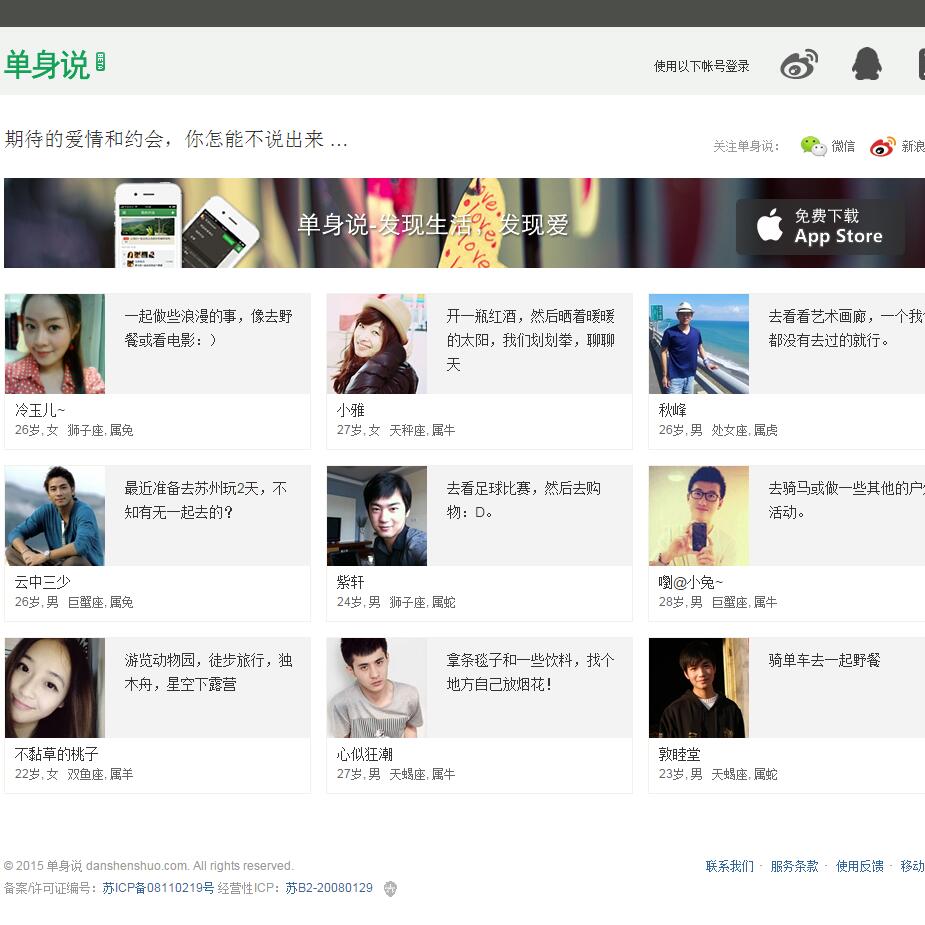 单身说 BETA
使用以下帐号登录
期待的爱情和约会，你怎能不说出来 ...
关注单身说： 微信 新浪
单身说-发现生活，发现爱
免费下载
App Store
一起做些浪漫的事，像去野
餐或看电影：）
冷玉儿~
26岁, 女 狮子座, 属兔
开一瓶红酒，然后晒着暖暖
的太阳，我们划划拳，聊聊
天
小雅
27岁, 女 天秤座, 属牛
去看看艺术画廊，一个我
都没有去过的就行。
秋峰
26岁, 男 处女座, 属虎
最近准备去苏州玩2天，不
知有无一起去的？
云中三少
26岁, 男 巨蟹座, 属兔
去看足球比赛，然后去购
物：D。
紫轩
24岁, 男 狮子座, 属蛇
去骑马或做一些其他的户
活动。
嘞@小兔~
28岁, 男 巨蟹座, 属牛
游览动物园，徒步旅行，独
木舟，星空下露营
不黏草的桃子
22岁, 女 双鱼座, 属羊
拿条毯子和一些饮料，找个
地方自己放烟花！
心似狂潮
27岁, 男 天蝎座, 属牛
骑单车去一起野餐
敦睦堂
23岁, 男 天蝎座, 属蛇
© 2015 单身说 danshenshuo.com. All rights reserved.
联系我们 · 服务条款 · 使用反馈 · 移动
备案/许可证编号：苏ICP备08110219号 经营性ICP：苏B2-20080129